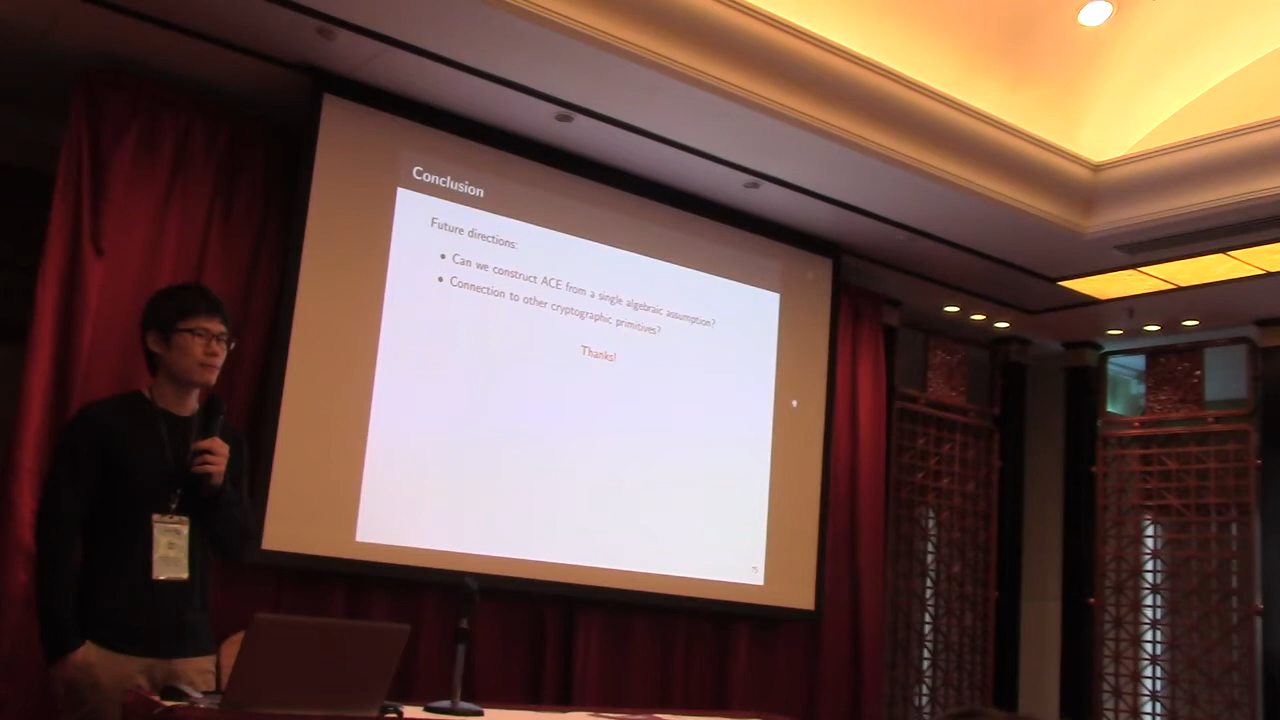 Conclusion
Future directions:
• Can we construct ACE from a single algebraic assumption?
• Connection to other cryptographic primitives?
Thanks!